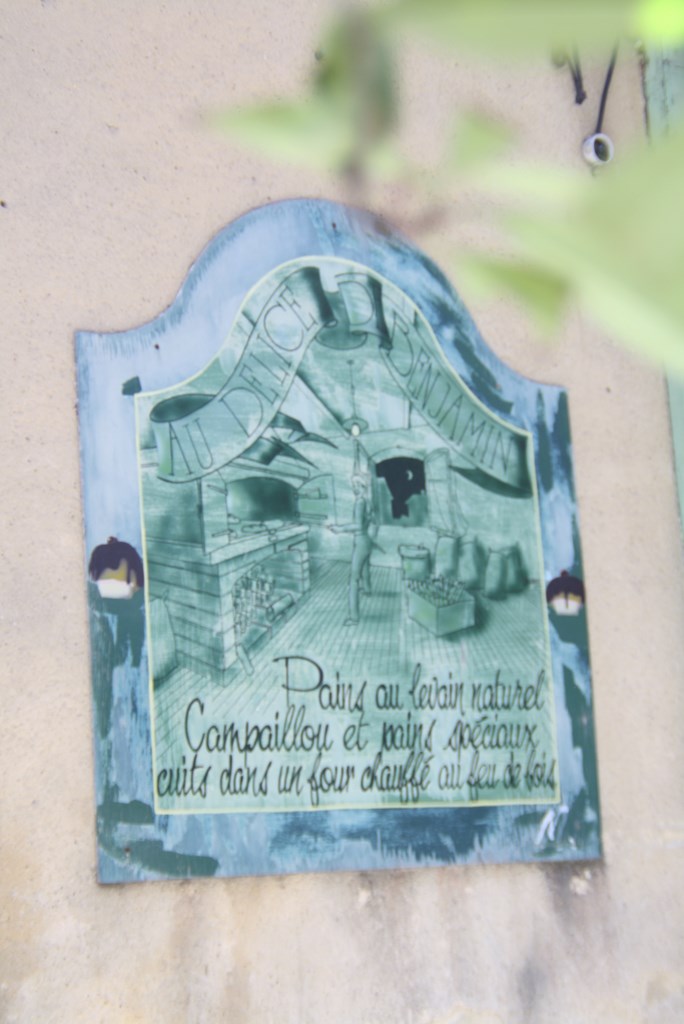 AU DELICE DU BENJAMIN
Pains au levain naturel
Campaillou et pains spéciaux
cuits dans un four chauffé au feu de bois